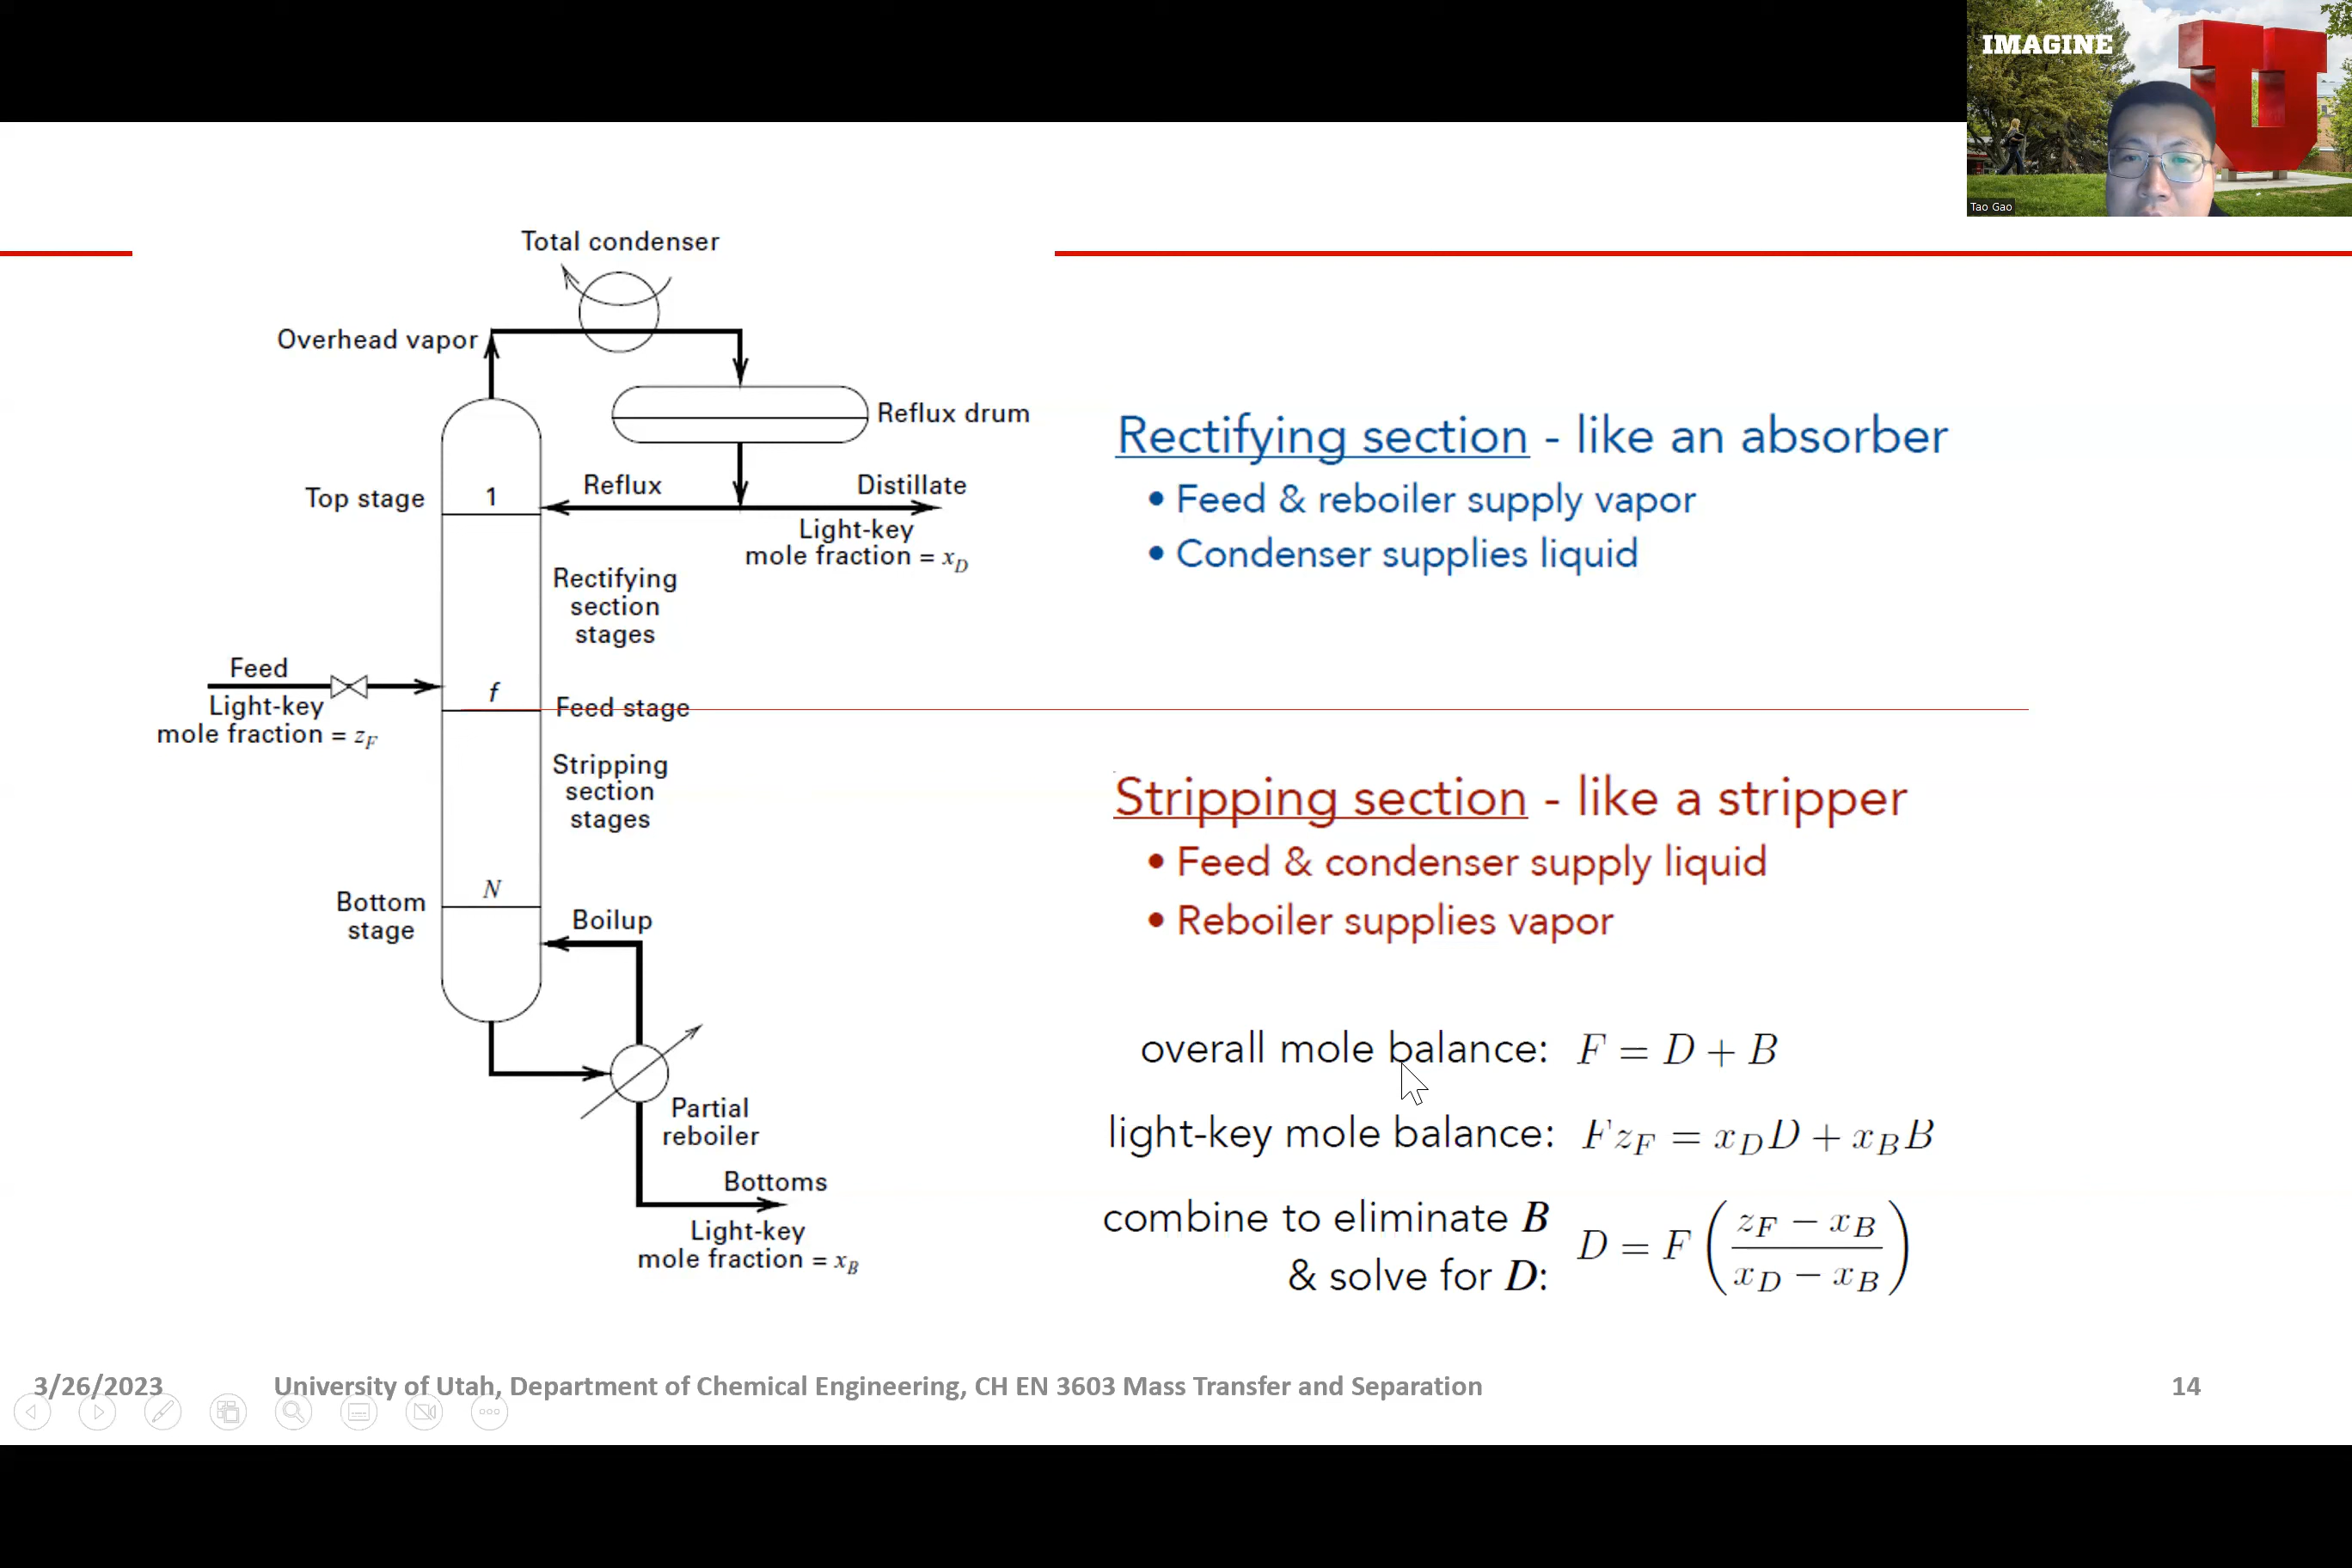 IMAGINE
Tao Gao
Total condenser
Overhead vapor
Reflux drum
Top stage
1
Reflux
Distillate
Light-key
mole fraction = x_D
Rectifying
section
stages
Feed
Light-key
mole fraction = z_F
f
Feed stage
Stripping
section
stages
Bottom
stage
N
Boilup
Partial
reboiler
Bottoms
Light-key
mole fraction = x_B
Rectifying section - like an absorber
• Feed & reboiler supply vapor
• Condenser supplies liquid
Stripping section - like a stripper
• Feed & condenser supply liquid
• Reboiler supplies vapor
overall mole balance: F = D + B
light-key mole balance: F z_F = x_D D + x_B B
combine to eliminate B
& solve for D: D = F ( (z_F − x_B) / (x_D − x_B) )
3/26/2023 University of Utah, Department of Chemical Engineering, CH EN 3603 Mass Transfer and Separation 14